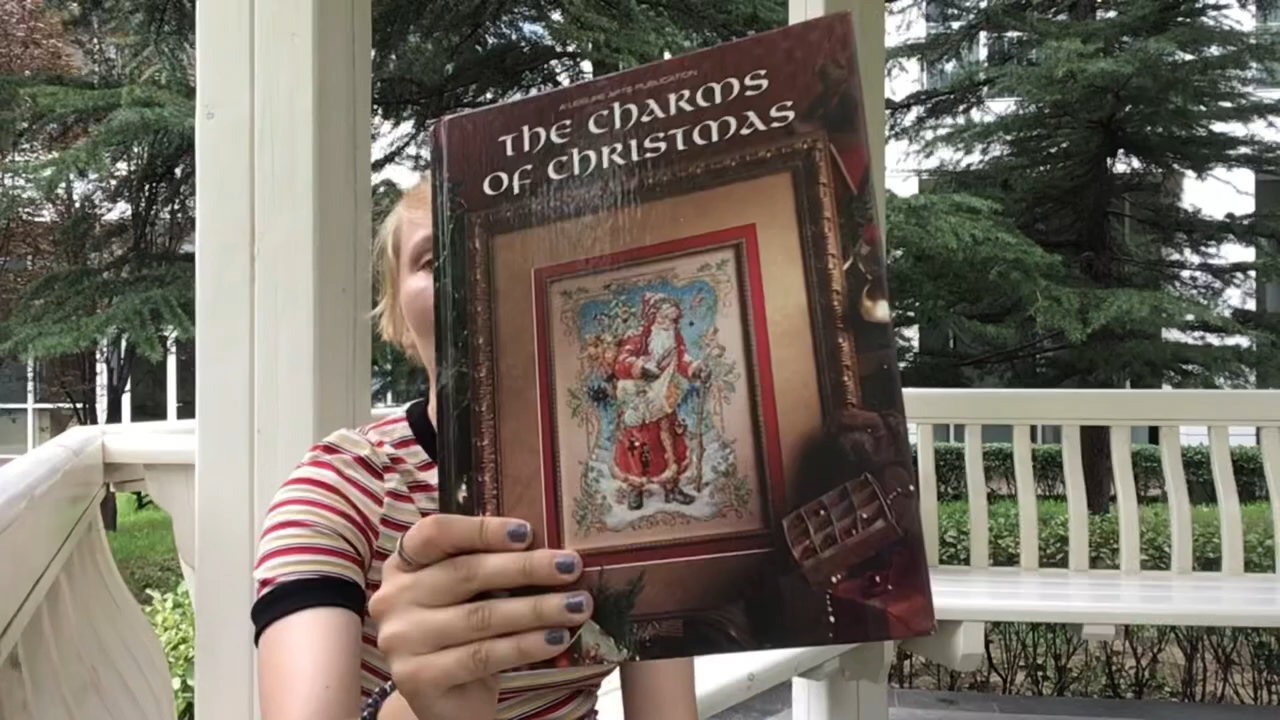 A LEISURE ARTS PUBLICATION
THE CHARMS
OF CHRISTMAS